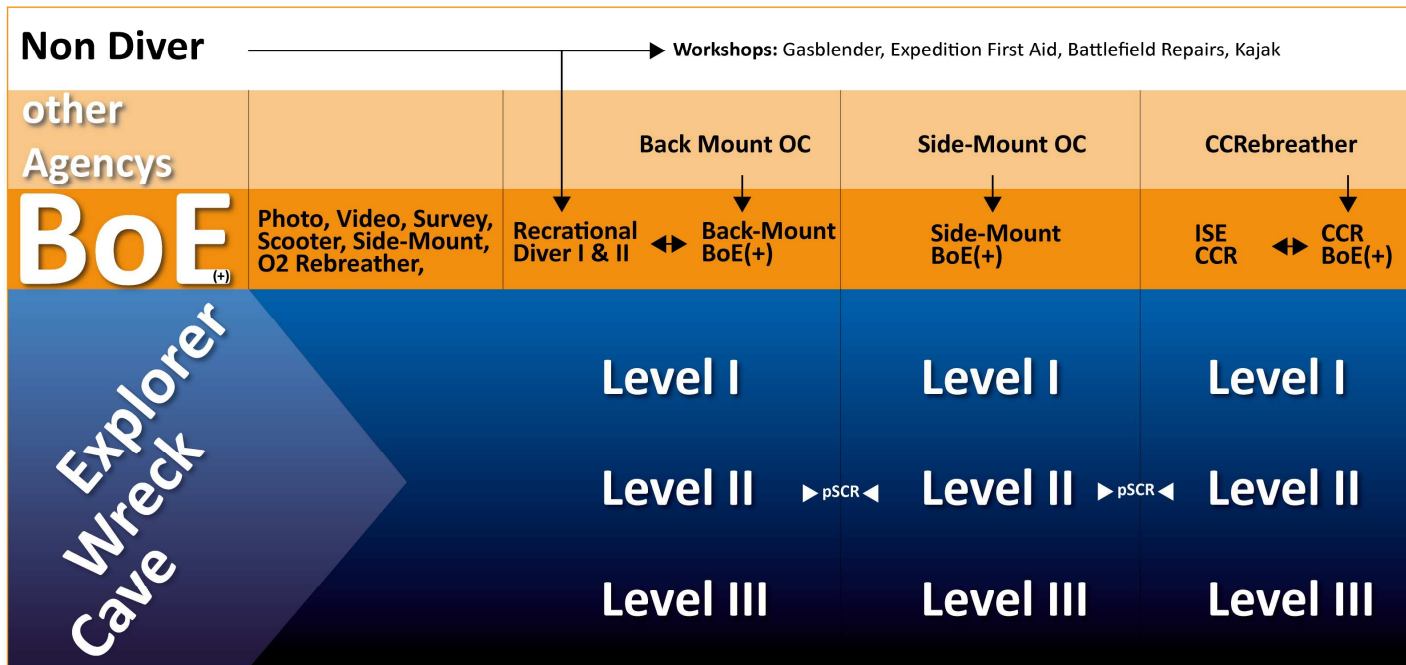 Non Diver
Workshops: Gasblender, Expedition First Aid, Battlefield Repairs, Kajak
other
Agencys
Back Mount OC
Side-Mount OC
CCRebreather
BoE(+)
Photo, Video, Survey,
Scooter, Side-Mount,
O2 Rebreather,
Recrational
Diver I & II
Back-Mount
BoE(+)
Side-Mount
BoE(+)
ISE
CCR
CCR
BoE(+)
Explorer
Wreck
Cave
Level I
Level I
Level I
Level II
pSCR
Level II
pSCR
Level II
Level III
Level III
Level III